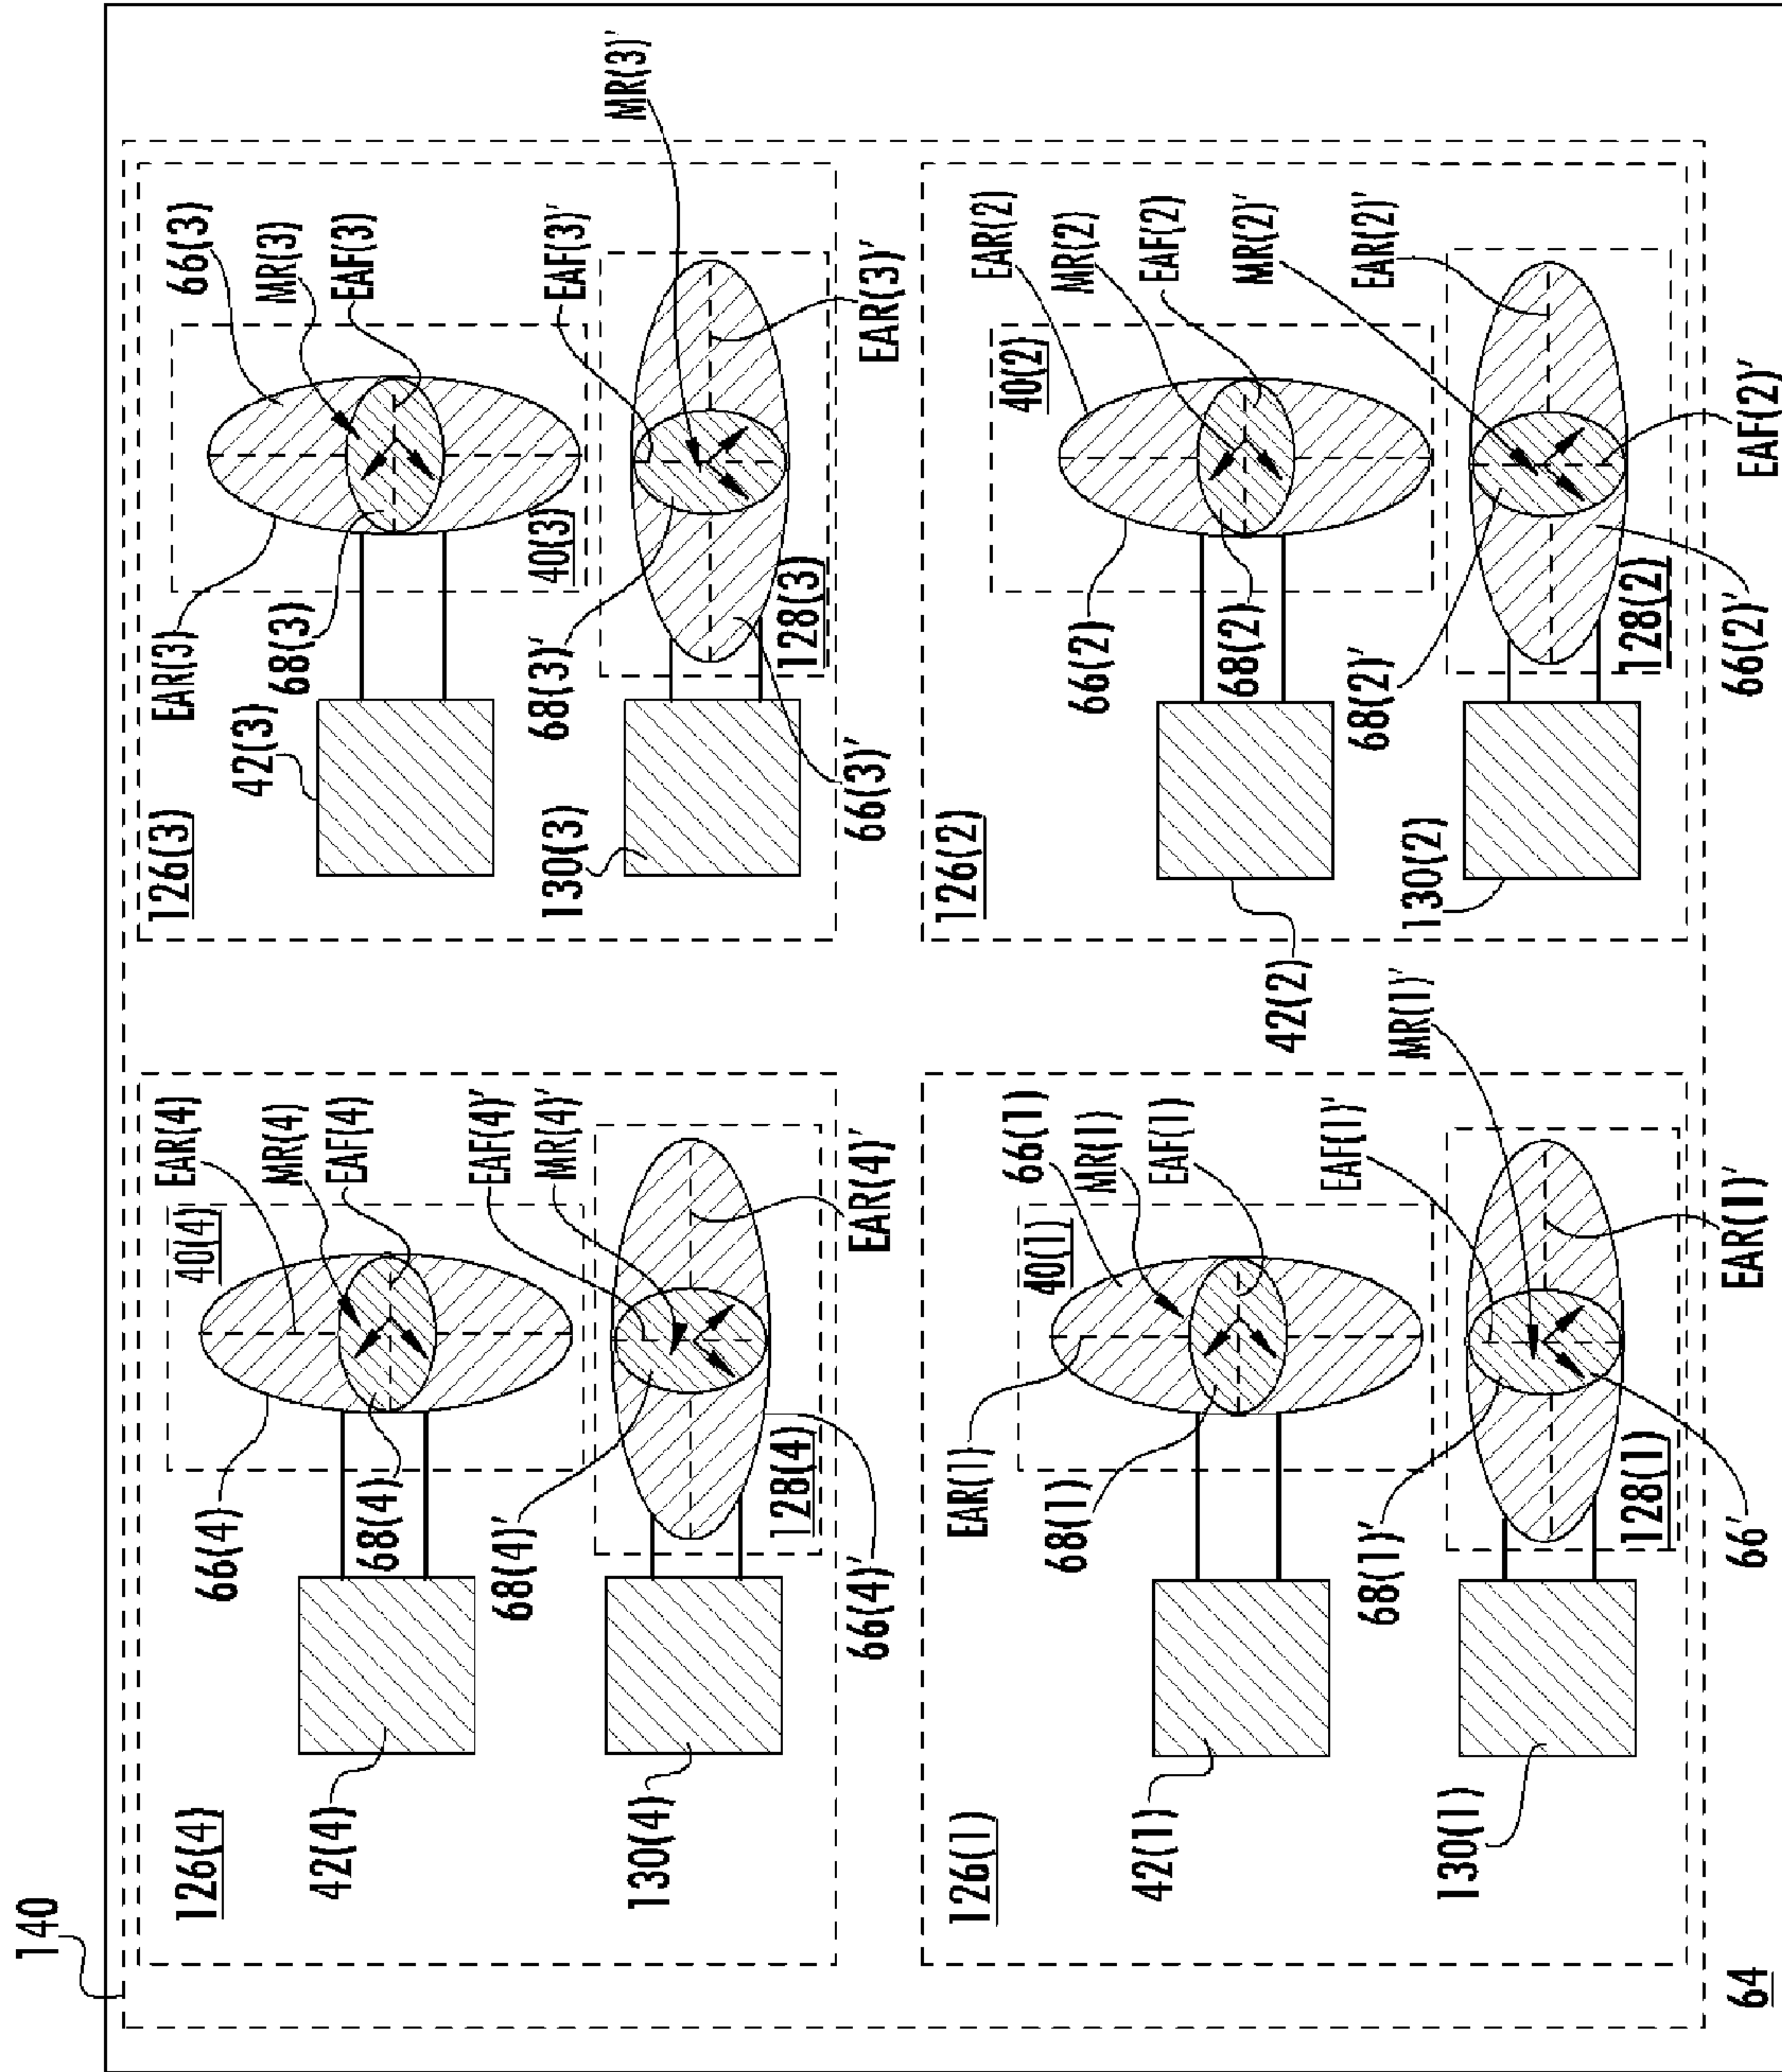 140
126(4)
42(4)
66(4)
68(4)
EAR(4)
MR(4)
EAF(4)
40(4)
130(4)
68(4)'
EAF(4)'
MR(4)'
66(4)'
128(4)
EAR(4)'
126(3)
42(3)
EAR(3)
68(3)
66(3)
MR(3)
EAF(3)
40(3)
130(3)
68(3)'
EAF(3)'
MR(3)'
66(3)'
128(3)
EAR(3)'
126(1)
42(1)
EAR(1)
68(1)
40(1)
66(1)
MR(1)
EAF(1)
130(1)
68(1)'
EAF(1)'
MR(1)'
128(1)
66'
EAR(1)'
126(2)
42(2)
66(2)
68(2)
40(2)
EAR(2)
MR(2)
EAF(2)
130(2)
68(2)'
MR(2)'
EAR(2)'
128(2)
66(2)'
EAF(2)'
64